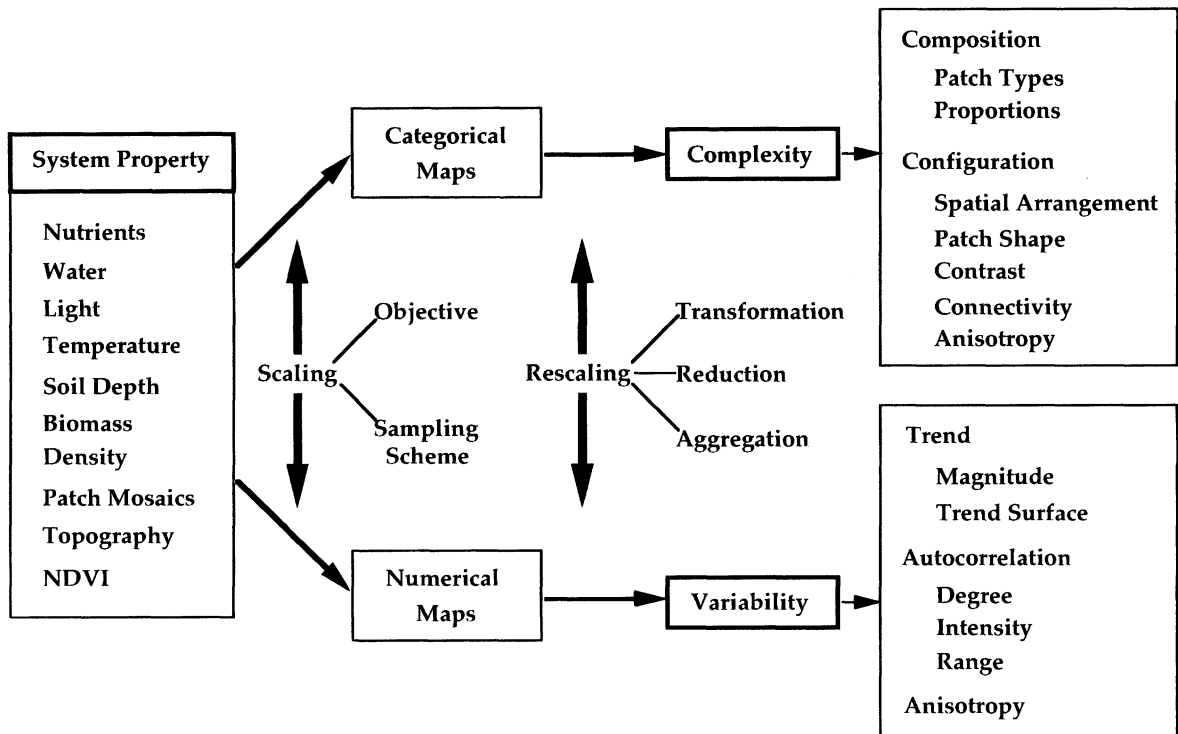 System Property
Nutrients
Water
Light
Temperature
Soil Depth
Biomass
Density
Patch Mosaics
Topography
NDVI
Categorical
Maps
Numerical
Maps
Scaling
Objective
Sampling
Scheme
Rescaling
Transformation
Reduction
Aggregation
Complexity
Variability
Composition
Patch Types
Proportions
Configuration
Spatial Arrangement
Patch Shape
Contrast
Connectivity
Anisotropy
Trend
Magnitude
Trend Surface
Autocorrelation
Degree
Intensity
Range
Anisotropy